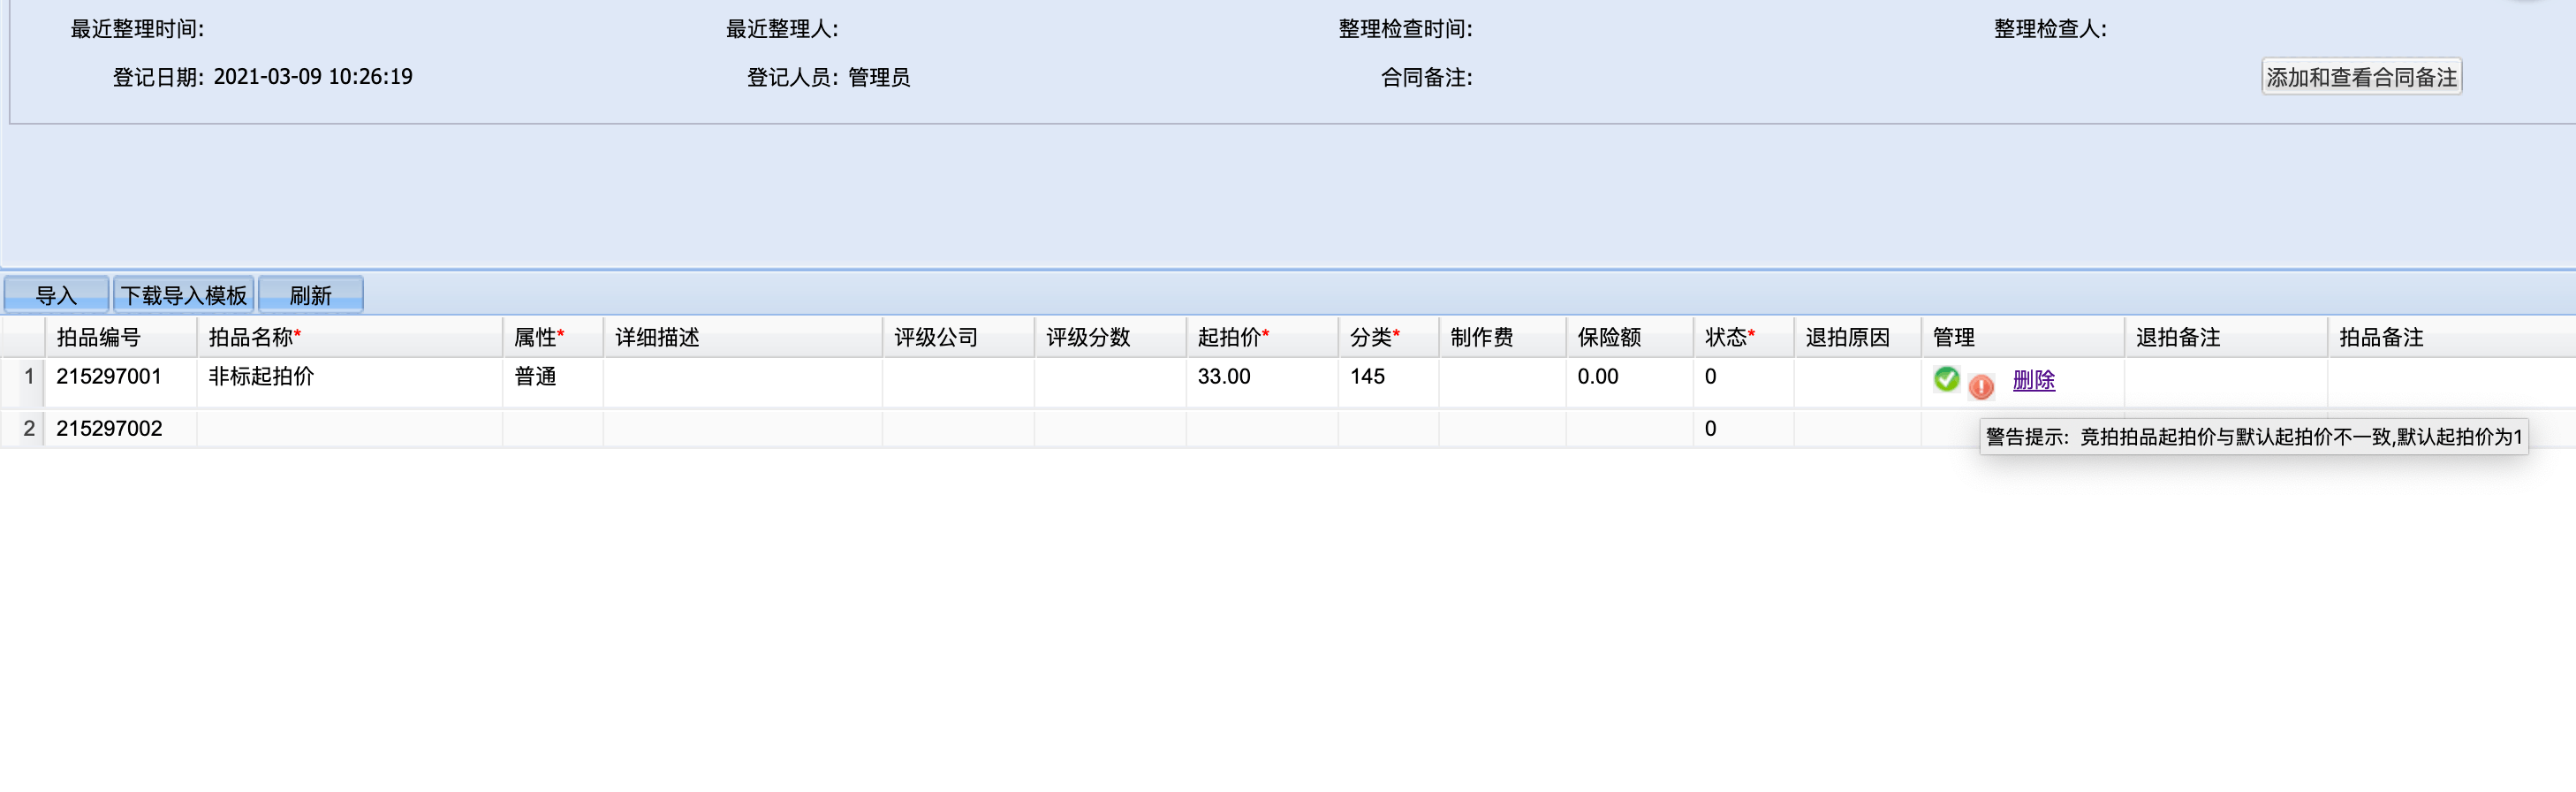 最近整理时间: 最近整理人: 整理检查时间: 整理检查人:
登记日期: 2021-03-09 10:26:19 登记人员: 管理员 合同备注: 添加和查看合同备注
导入 下载导入模板 刷新
拍品编号 拍品名称* 属性* 详细描述 评级公司 评级分数 起拍价* 分类* 制作费 保险额 状态* 退拍原因 管理 退拍备注 拍品备注
1 215297001 非标起拍价 普通 33.00 145 0.00 0 删除
2 215297002 0
警告提示: 竞拍拍品起拍价与默认起拍价不一致,默认起拍价为1